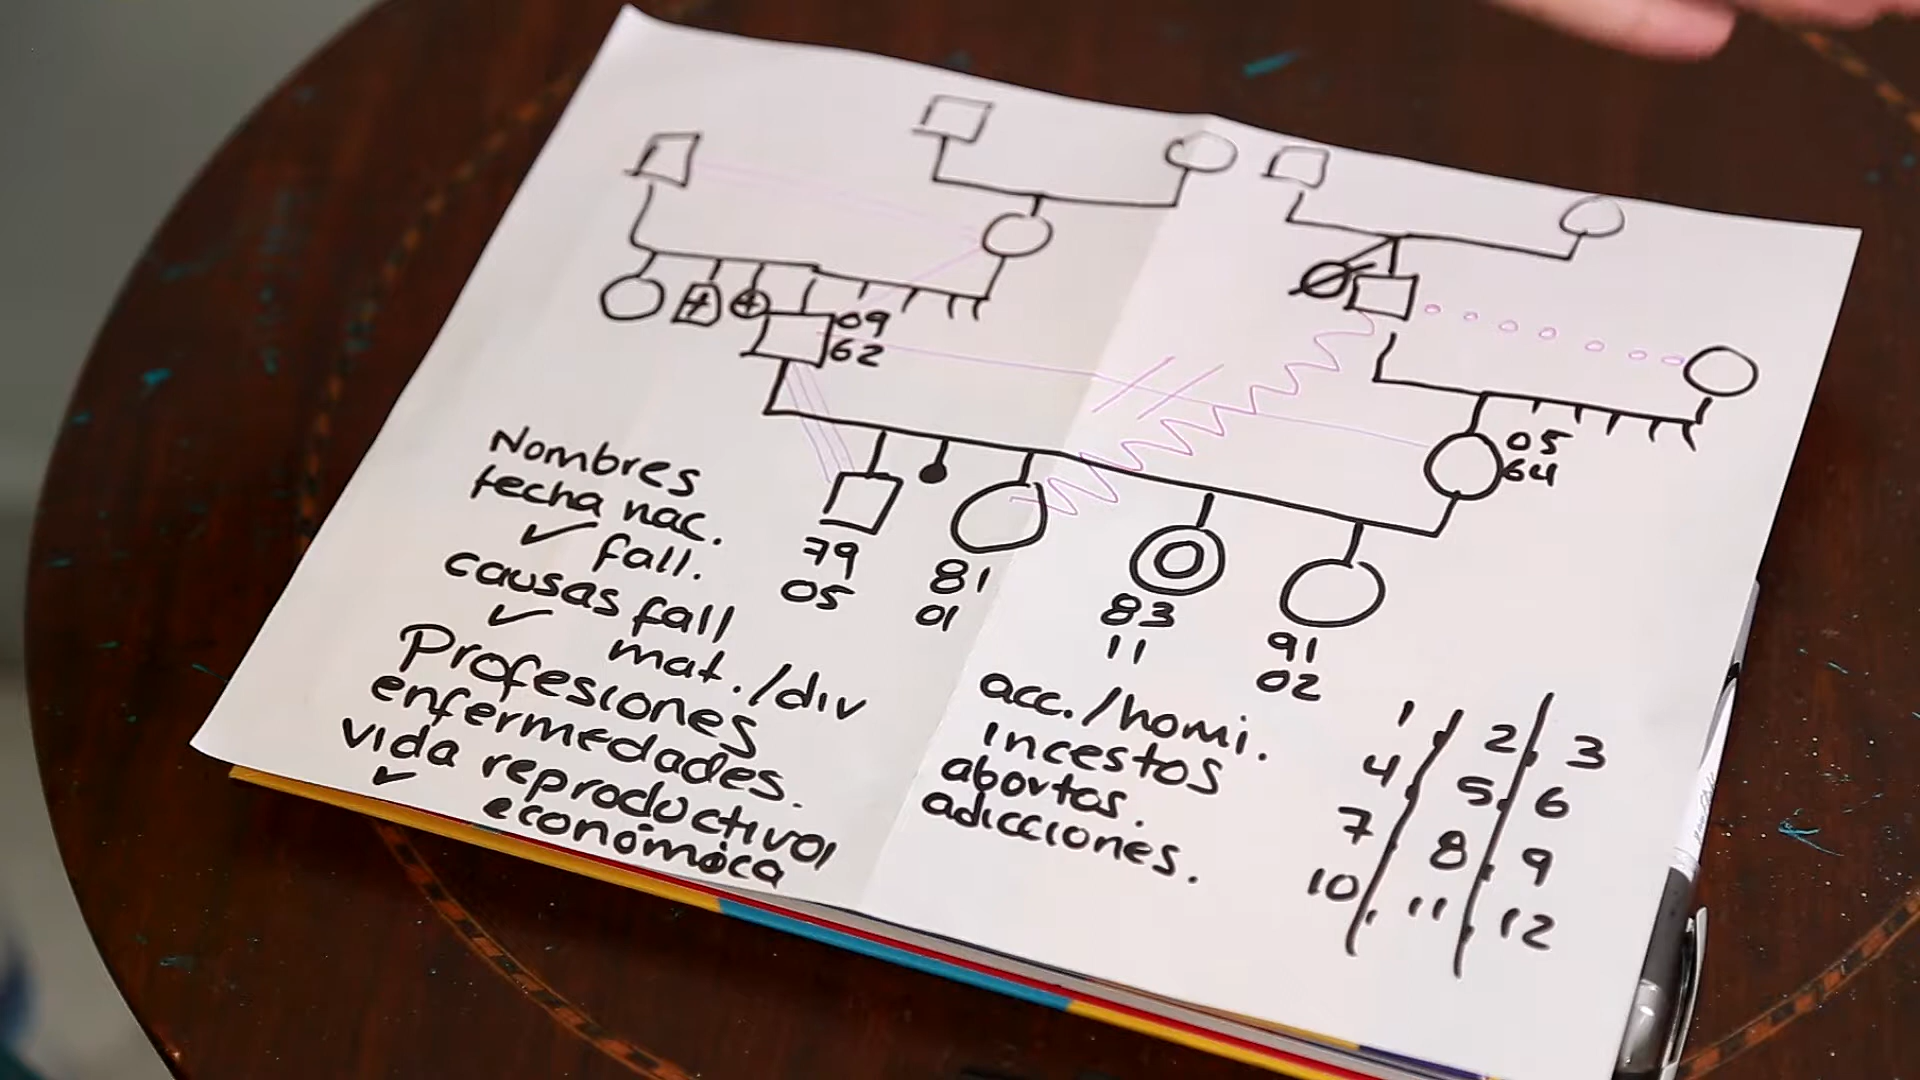 09
62
05
64
79
05
81
01
83
11
91
02
Nombres
fecha nac.
✓ fall.
causas fall
✓ mat./div
Profesiones
enfermedades.
vida reproductiva
✓ económica
acc./homi.
incestos
abortos.
adicciones.
1 / 2 / 3
4 / 5 / 6
7 / 8 / 9
10 / 11 / 12